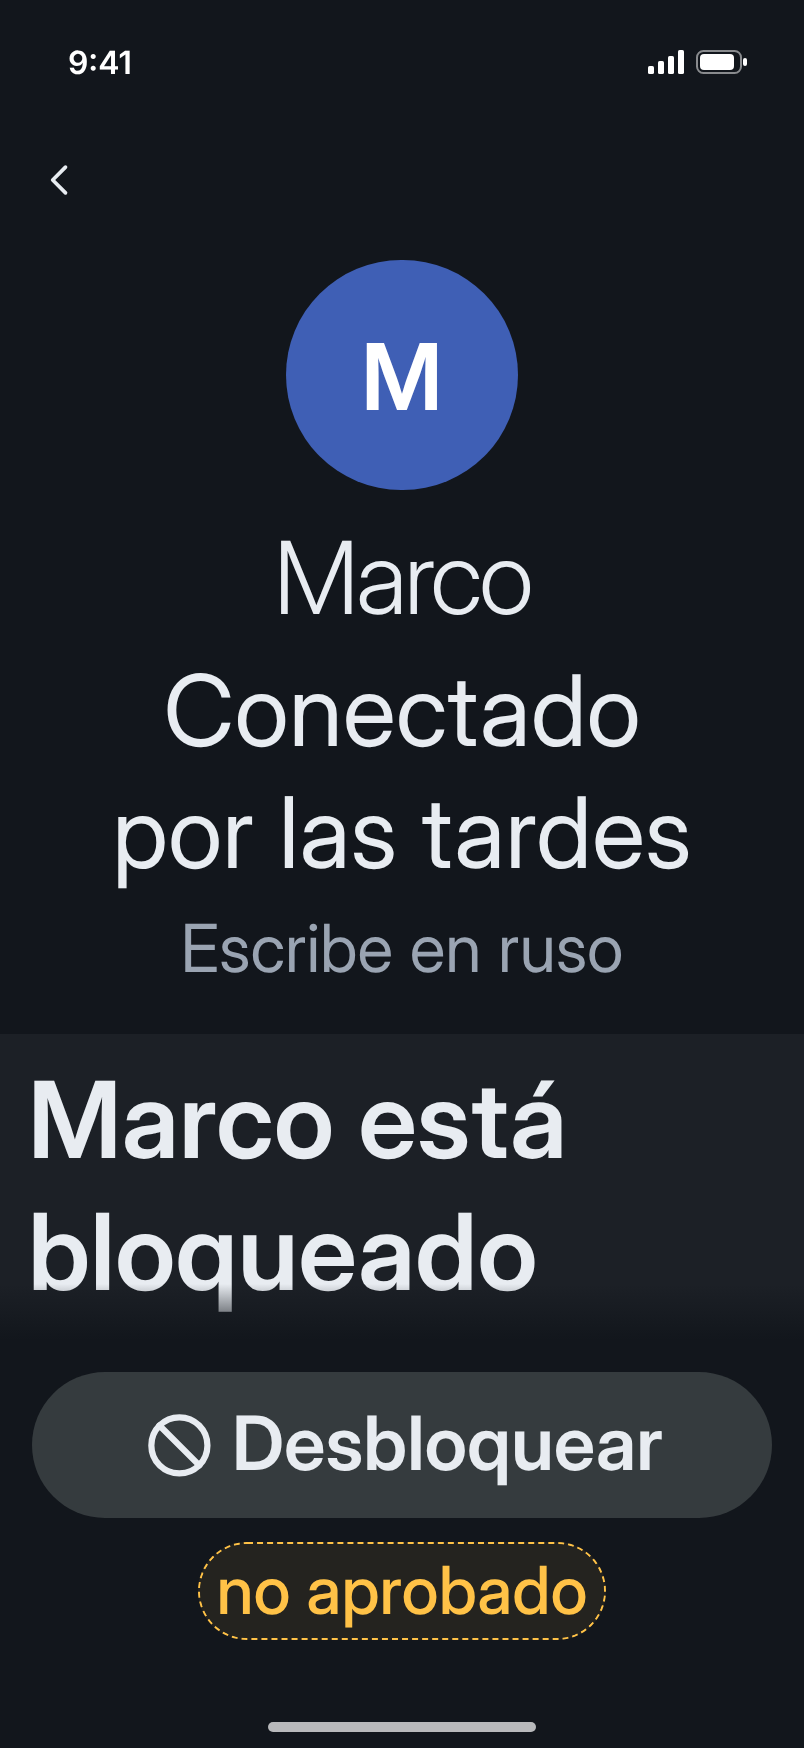 9:41
M
Marco
Conectado
por las tardes
Escribe en ruso
Marco está
bloqueado
Desbloquear
no aprobado